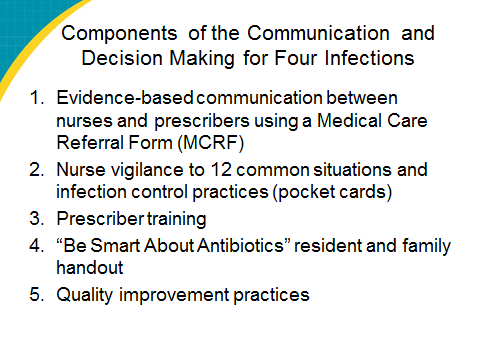 Components of the Communication and
Decision Making for Four Infections
1. Evidence-based communication between
nurses and prescribers using a Medical Care
Referral Form (MCRF)
2. Nurse vigilance to 12 common situations and
infection control practices (pocket cards)
3. Prescriber training
4. “Be Smart About Antibiotics” resident and family
handout
5. Quality improvement practices